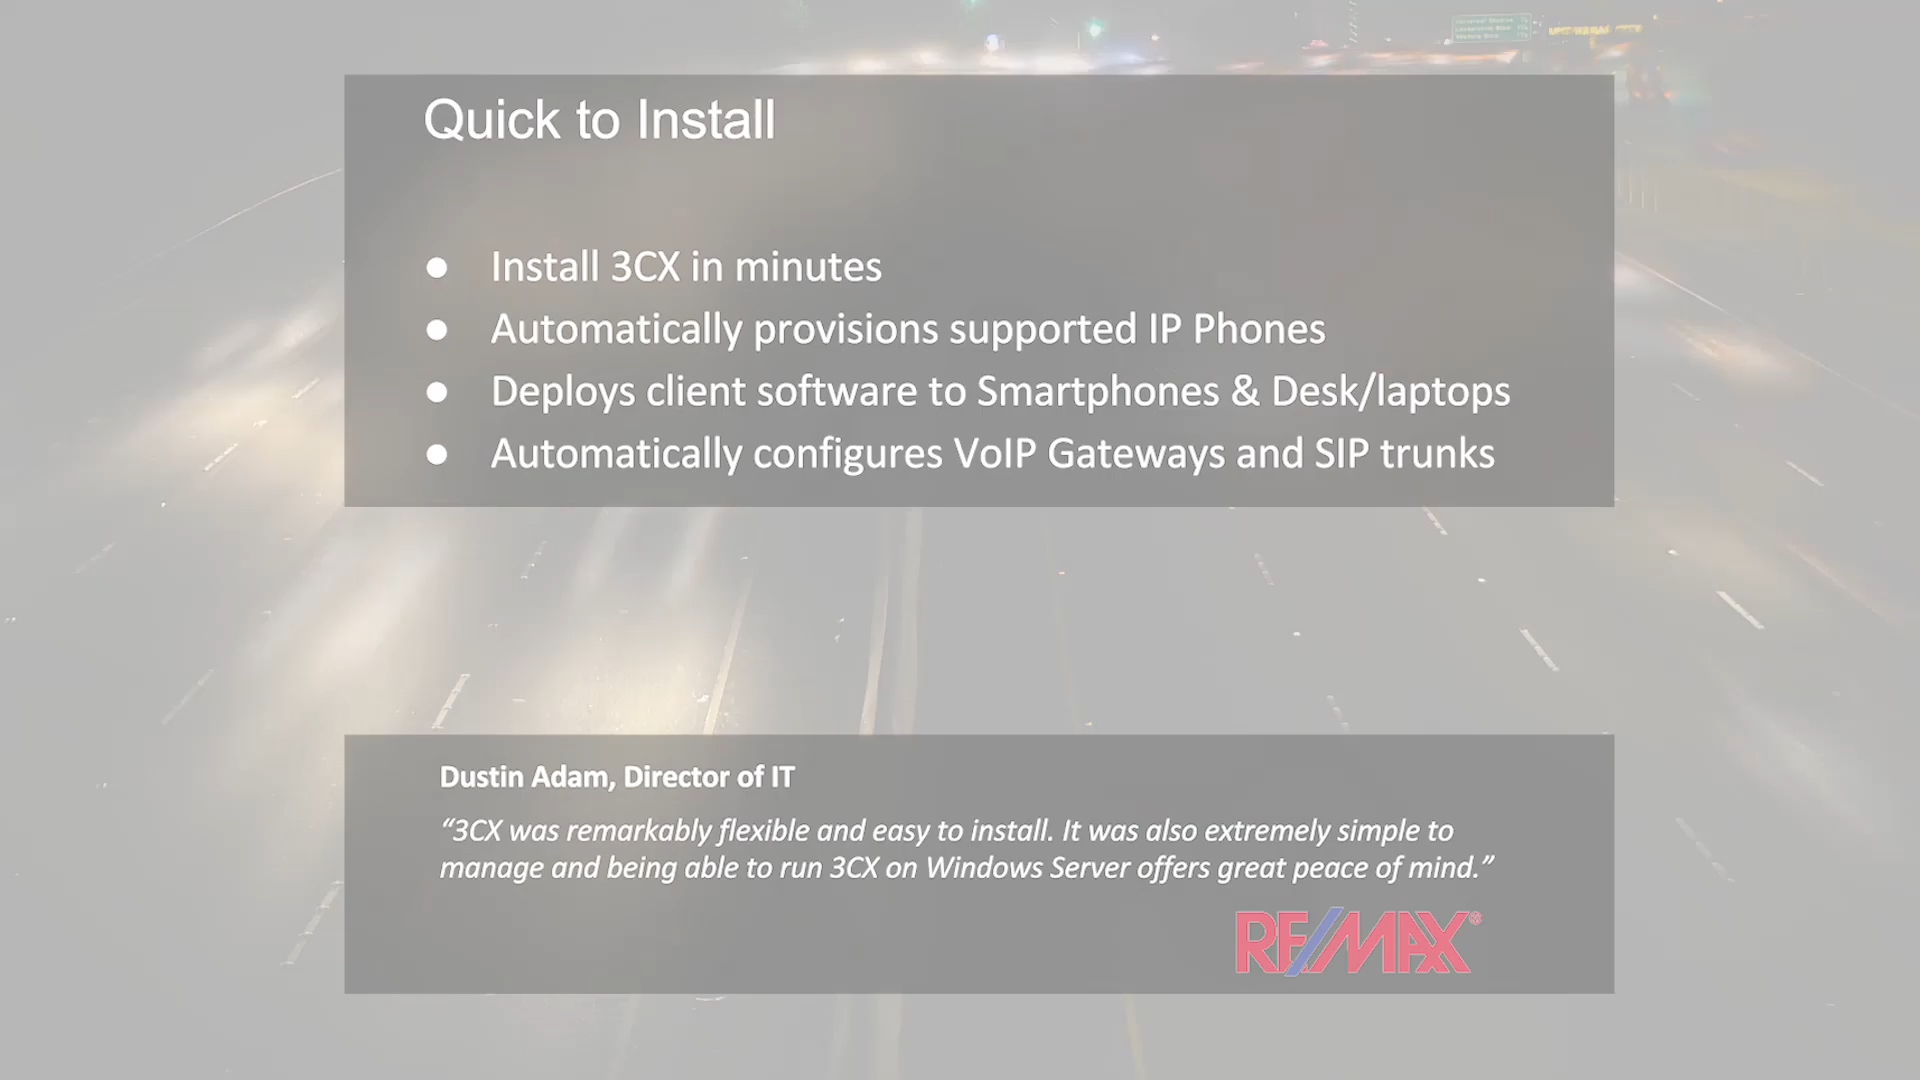 Quick to Install
● Install 3CX in minutes
● Automatically provisions supported IP Phones
● Deploys client software to Smartphones & Desk/laptops
● Automatically configures VoIP Gateways and SIP trunks
Dustin Adam, Director of IT
“3CX was remarkably flexible and easy to install. It was also extremely simple to
manage and being able to run 3CX on Windows Server offers great peace of mind.”
RE/MAX®